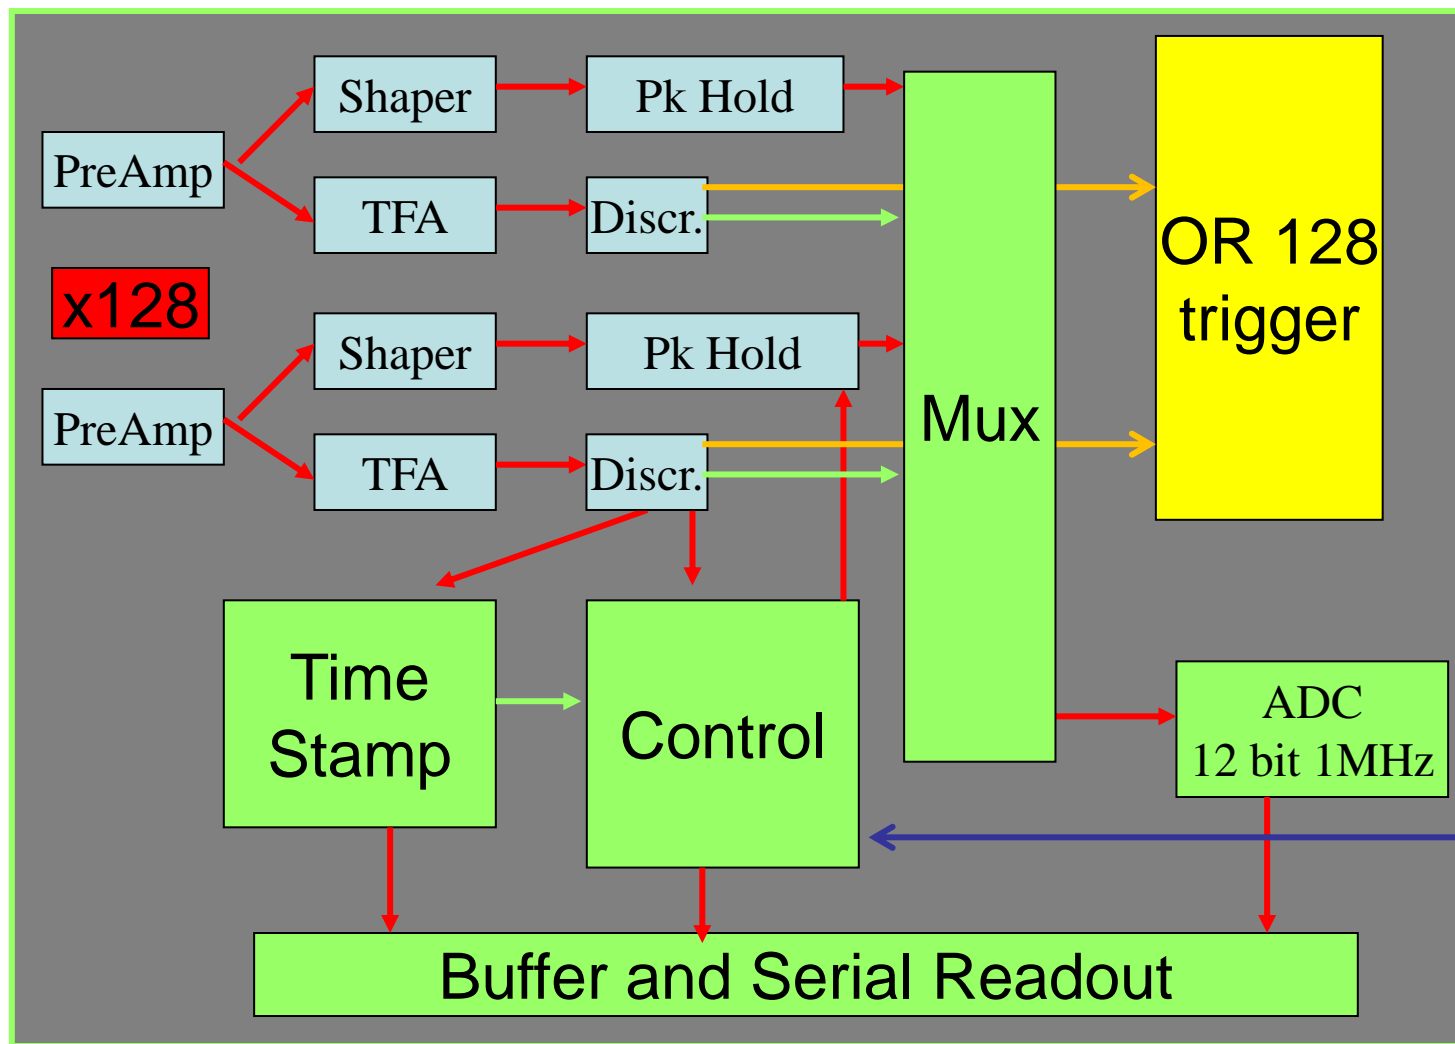 Shaper
Pk Hold
PreAmp
TFA
Discr.
OR 128
trigger
x128
Shaper
Pk Hold
Mux
PreAmp
TFA
Discr.
Time
Stamp
Control
ADC
12 bit 1MHz
Buffer and Serial Readout